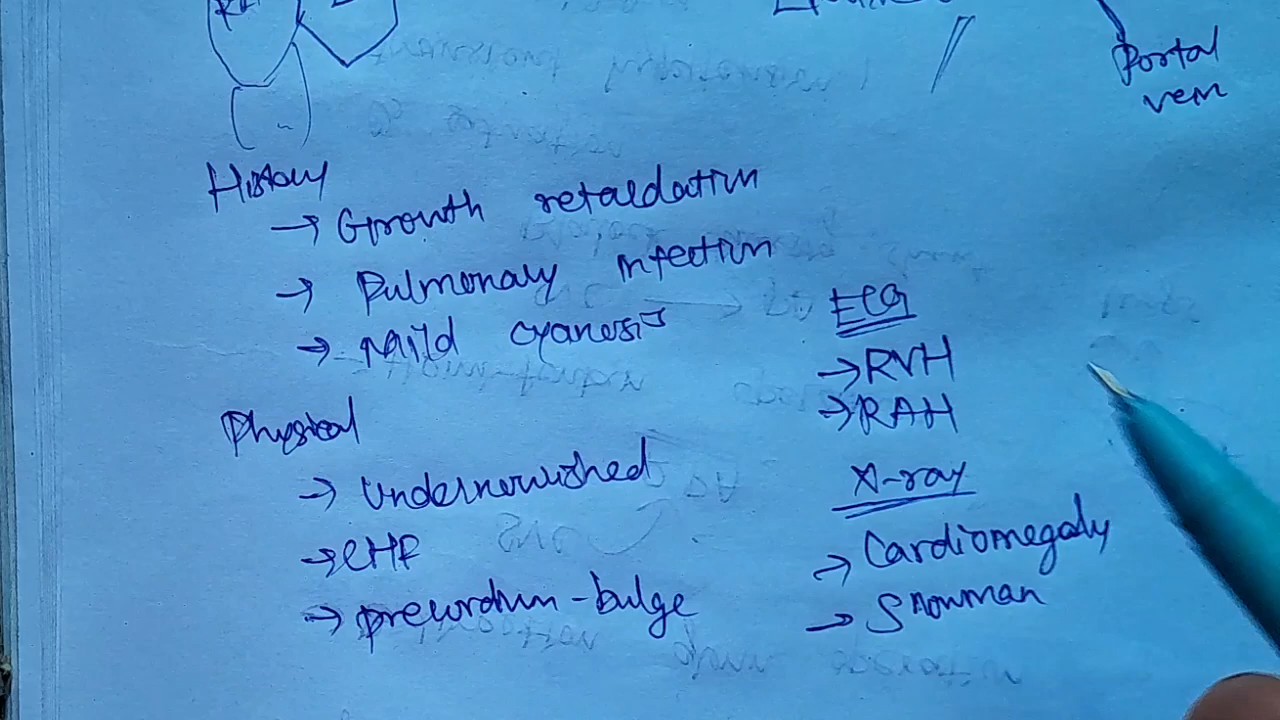 Portal
vein
History
→ Growth retaldation
→ Pulmonary infection
→ Mild cyanosis
Physical
→ Undernourished
→ CHF
→ precordium-bulge
ECG
→ RVH
→ RAH
X-ray
→ Cardiomegaly
→ Snowman